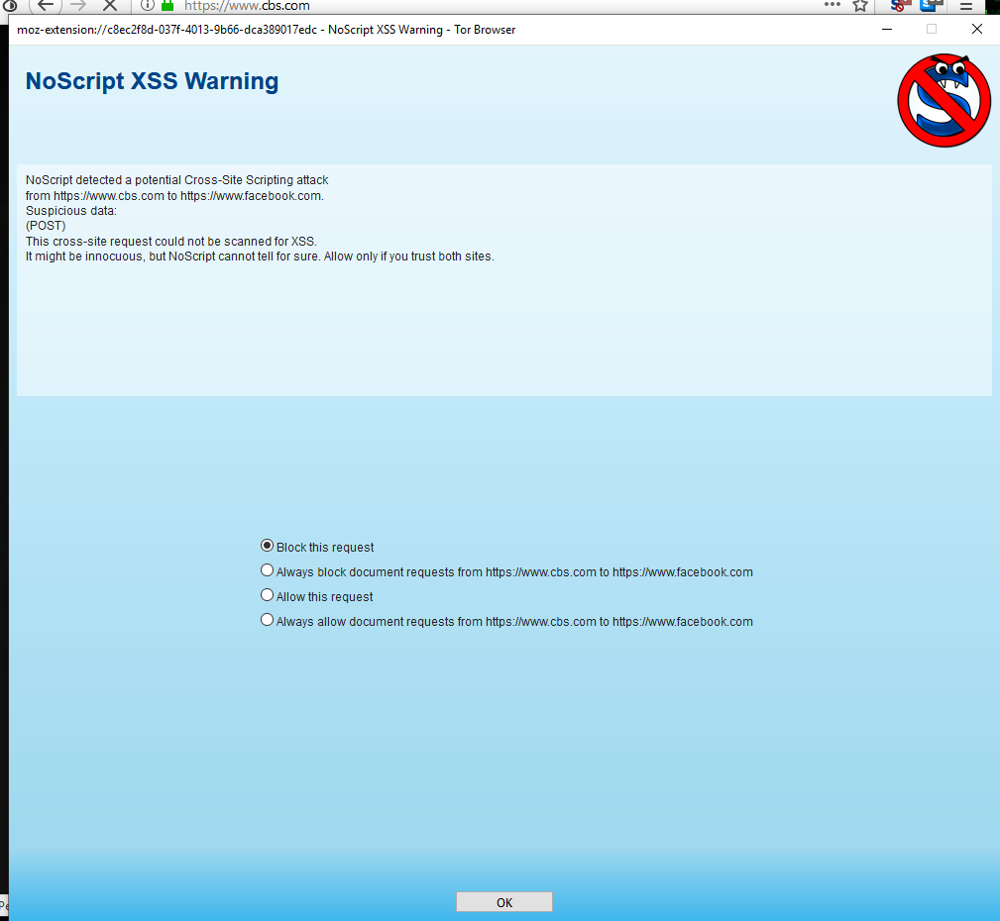 https://www.cbs.com
moz-extension://c8ec2f8d-037f-4013-9b66-dca389017edc - NoScript XSS Warning - Tor Browser
NoScript XSS Warning
NoScript detected a potential Cross-Site Scripting attack
from https://www.cbs.com to https://www.facebook.com.
Suspicious data:
(POST)
This cross-site request could not be scanned for XSS.
It might be innocuous, but NoScript cannot tell for sure. Allow only if you trust both sites.
Block this request
Always block document requests from https://www.cbs.com to https://www.facebook.com
Allow this request
Always allow document requests from https://www.cbs.com to https://www.facebook.com
OK